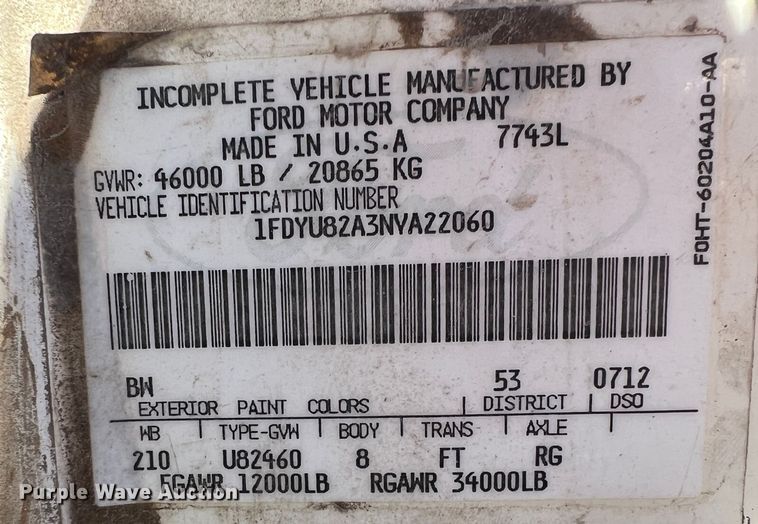 INCOMPLETE VEHICLE MANUFACTURED BY
FORD MOTOR COMPANY
MADE IN U.S.A 7743L
GVWR: 46000 LB / 20865 KG
VEHICLE IDENTIFICATION NUMBER
1FDYU82A3NVA22060
BW 53 0712
EXTERIOR PAINT COLORS DISTRICT DSO
WB TYPE-GVW BODY TRANS AXLE
210 U82460 8 FT RG
FGAWR 12000LB RGAWR 34000LB
F0HT-60204A10-AA
Ford
Purple Wave Auction